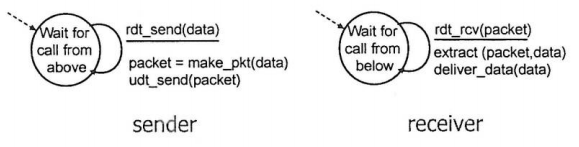 Wait for
call from
above
rdt_send(data)
packet = make_pkt(data)
udt_send(packet)
sender
Wait for
call from
below
rdt_rcv(packet)
extract (packet,data)
deliver_data(data)
receiver